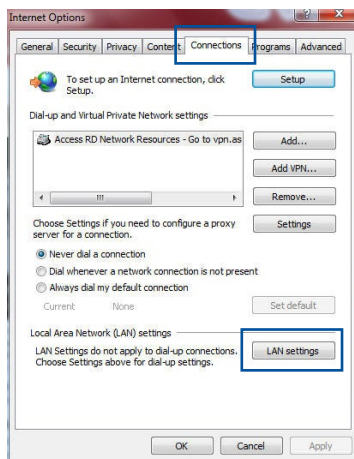 Internet Options
General Security Privacy Content Connections Programs Advanced
To set up an Internet connection, click
Setup.
Setup
Dial-up and Virtual Private Network settings
Access RD Network Resources - Go to vpn.as
Add...
Add VPN...
Remove...
Choose Settings if you need to configure a proxy
server for a connection.
Settings
Never dial a connection
Dial whenever a network connection is not present
Always dial my default connection
Current None
Set default
Local Area Network (LAN) settings
LAN Settings do not apply to dial-up connections.
Choose Settings above for dial-up settings.
LAN settings
OK Cancel Apply